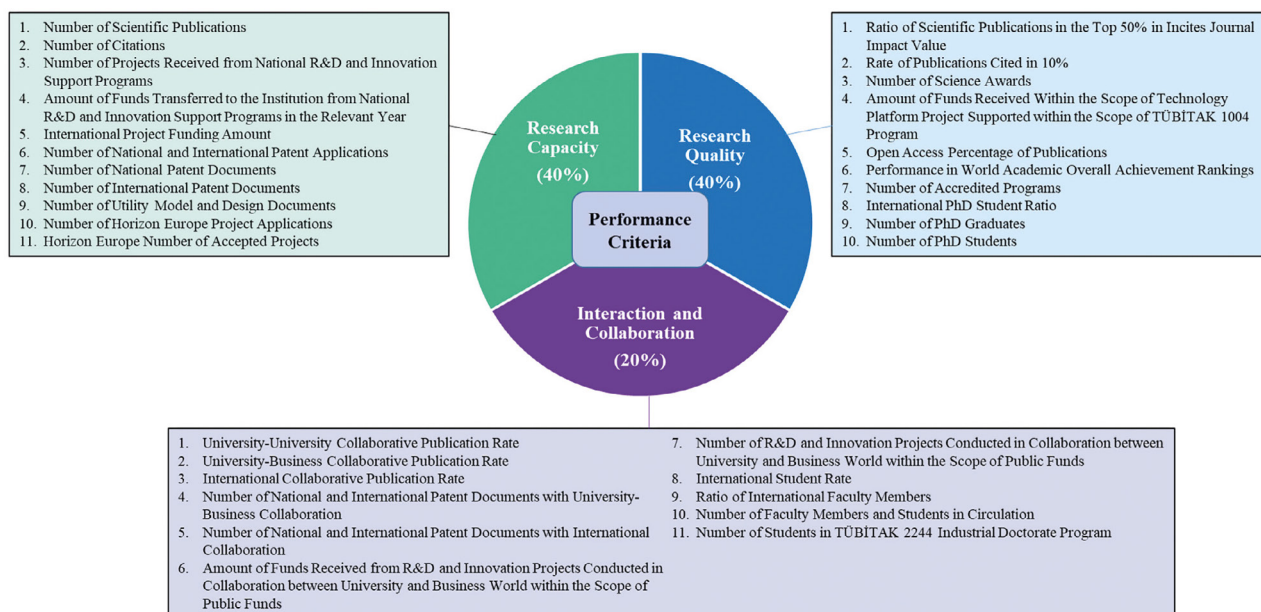 1. Number of Scientific Publications
2. Number of Citations
3. Number of Projects Received from National R&D and Innovation
Support Programs
4. Amount of Funds Transferred to the Institution from National
R&D and Innovation Support Programs in the Relevant Year
5. International Project Funding Amount
6. Number of National and International Patent Applications
7. Number of National Patent Documents
8. Number of International Patent Documents
9. Number of Utility Model and Design Documents
10. Number of Horizon Europe Project Applications
11. Horizon Europe Number of Accepted Projects
Research
Capacity
(40%)
Research
Quality
(40%)
Performance
Criteria
Interaction and
Collaboration
(20%)
1. Ratio of Scientific Publications in the Top 50% in Incites Journal
Impact Value
2. Rate of Publications Cited in 10%
3. Number of Science Awards
4. Amount of Funds Received Within the Scope of Technology
Platform Project Supported within the Scope of TÜBİTAK 1004
Program
5. Open Access Percentage of Publications
6. Performance in World Academic Overall Achievement Rankings
7. Number of Accredited Programs
8. International PhD Student Ratio
9. Number of PhD Graduates
10. Number of PhD Students
1. University-University Collaborative Publication Rate
2. University-Business Collaborative Publication Rate
3. International Collaborative Publication Rate
4. Number of National and International Patent Documents with University-
Business Collaboration
5. Number of National and International Patent Documents with International
Collaboration
6. Amount of Funds Received from R&D and Innovation Projects Conducted in
Collaboration between University and Business World within the Scope of
Public Funds
7. Number of R&D and Innovation Projects Conducted in Collaboration between
University and Business World within the Scope of Public Funds
8. International Student Rate
9. Ratio of International Faculty Members
10. Number of Faculty Members and Students in Circulation
11. Number of Students in TÜBİTAK 2244 Industrial Doctorate Program